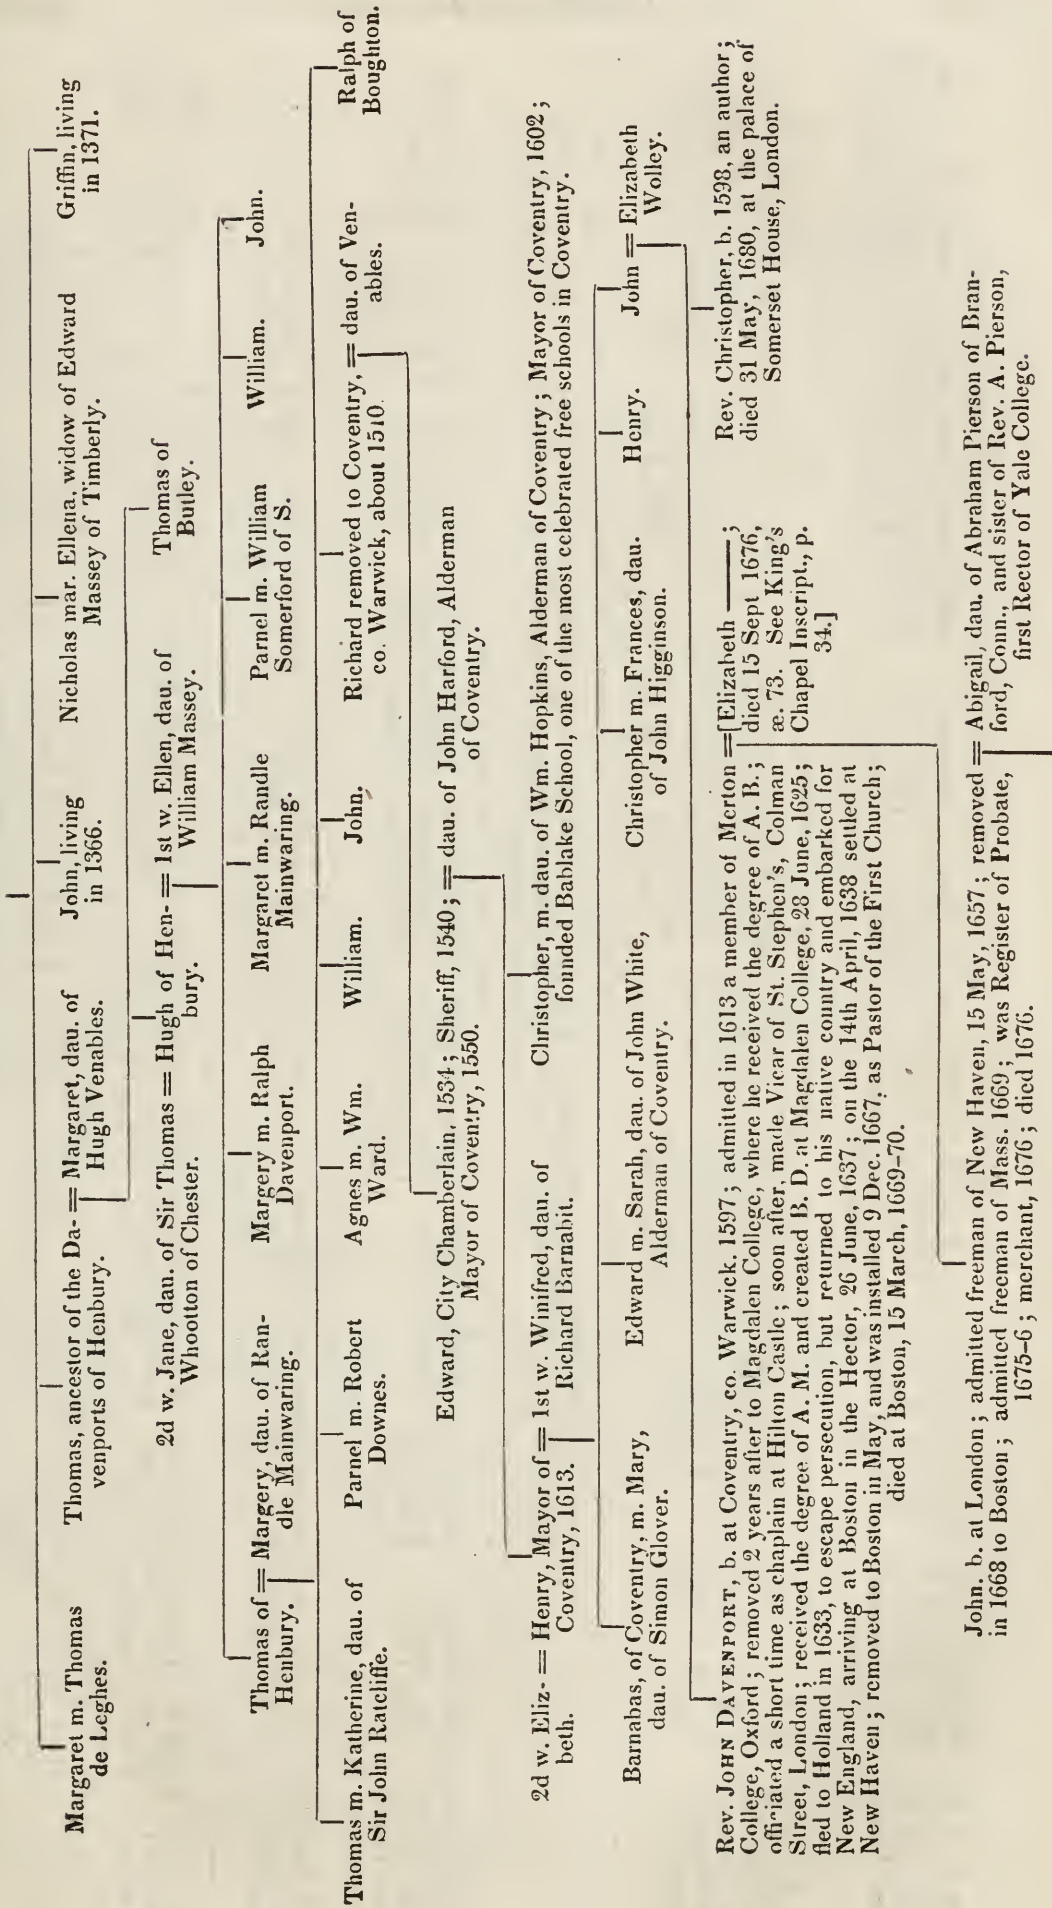 Margaret m. Thomas
de Leghes.
Thomas, ancestor of the Da- = Margaret, dau. of
venports of Henbury.
Hugh Venables.
John, living
in 1366.
Nicholas mar. Ellena, widow of Edward
Massey of Timberly.
Griffin, living
in 1371.
2d w. Jane, dau. of Sir Thomas = Hugh of Hen- = 1st w. Ellen, dau. of
Whootton of Chester.
bury.
William Massey.
Thomas of
Butley.
Thomas of = Margery, dau. of Ran-
Henbury.
dle Mainwaring.
Margery m. Ralph
Davenport.
Margaret m. Randle
Mainwaring.
Parnel m. William
Somerford of S.
William.
John.
Thomas m. Katherine, dau. of
Sir John Ratcliffe.
Parnel m. Robert
Downes.
Agnes m. Wm.
Ward.
William.
John.
Richard removed to Coventry, = dau. of Ven-
co. Warwick, about 1510.
ables.
Ralph of
Boughton.
Edward, City Chamberlain, 1534; Sheriff, 1540; = dau. of John Harford, Alderman
Mayor of Coventry, 1550.
of Coventry.
2d w. Eliz- = Henry, Mayor of = 1st w. Winifred, dau. of
beth.
Coventry, 1613.
Richard Barnabit.
Christopher, m. dau. of Wm. Hopkins, Alderman of Coventry; Mayor of Coventry, 1602;
founded Bablake School, one of the most celebrated free schools in Coventry.
Barnabas, of Coventry, m. Mary,
dau. of Simon Glover.
Edward m. Sarah, dau. of John White,
Alderman of Coventry.
Christopher m. Frances, dau.
of John Higginson.
Henry.
John = Elizabeth
Wolley.
Rev. JOHN DAVENPORT, b. at Coventry, co. Warwick, 1597; admitted in 1613 a member of Merton
College, Oxford; removed 2 years after to Magdalen College, where he received the degree of A. B.;
officiated a short time as chaplain at Hilton Castle; soon after, made Vicar of St. Stephen's, Colman
Street, London; received the degree of A. M. and created B. D. at Magdalen College, 28 June, 1625;
fled to Holland in 1633, to escape persecution, but returned to his native country and embarked for
New England, arriving at Boston in the Hector, 26 June, 1637; on the 14th April, 1638 settled at
New Haven; removed to Boston in May, and was installed 9 Dec. 1667, as Pastor of the First Church;
died at Boston, 15 March, 1669-70.
=[Elizabeth ———;
died 15 Sept 1676,
æ. 73. See King's
Chapel Inscript., p.
34.]
Rev. Christopher, b. 1598, an author;
died 31 May, 1680, at the palace of
Somerset House, London.
John, b. at London; admitted freeman of New Haven, 15 May, 1657; removed = Abigail, dau. of Abraham Pierson of Bran-
in 1668 to Boston; admitted freeman of Mass. 1669; was Register of Probate,
ford, Conn., and sister of Rev. A. Pierson,
1675-6; merchant, 1676; died 1676.
first Rector of Yale College.